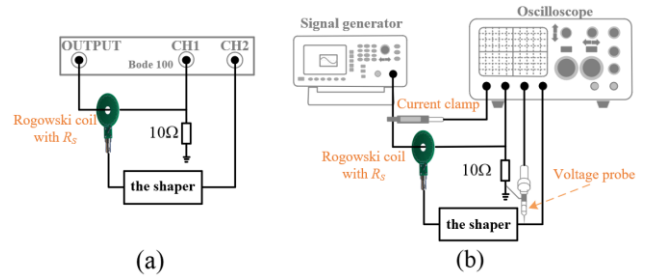 OUTPUT CH1 CH2
Bode 100
Rogowski coil
with RS
10Ω
the shaper
(a)
Signal generator
Oscilloscope
Current clamp
Rogowski coil
with RS
10Ω
Voltage probe
the shaper
(b)